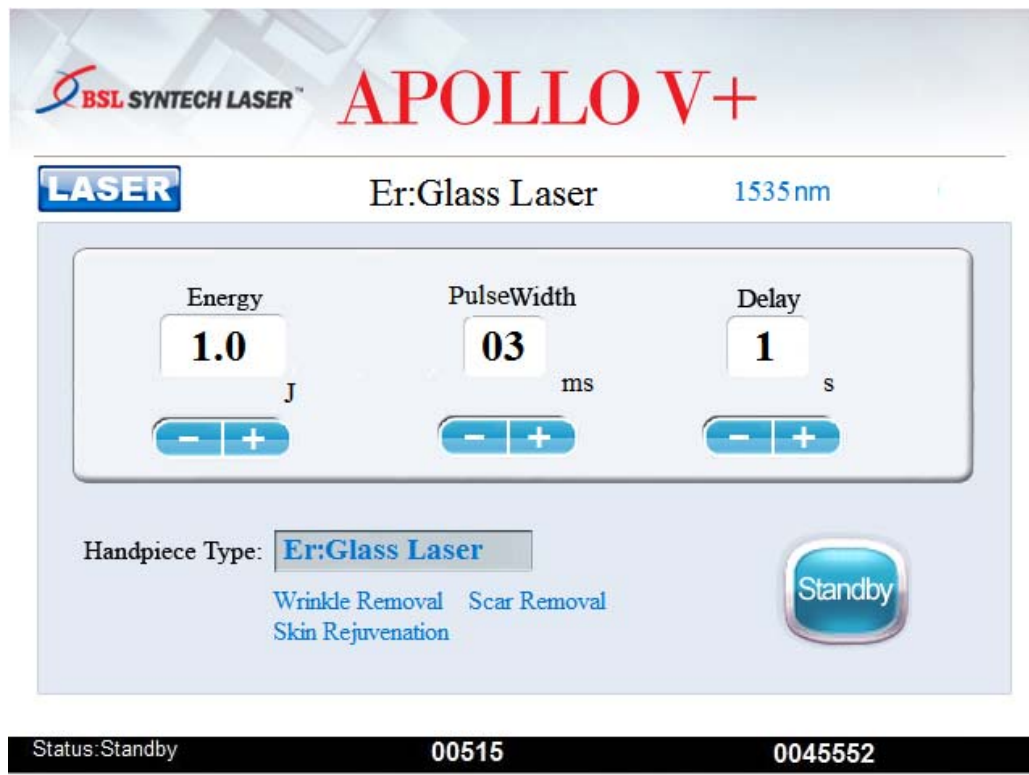 BSL SYNTECH LASER™ APOLLO V+
LASER Er:Glass Laser 1535nm
Energy PulseWidth Delay
1.0 03 1
J ms s
- + - + - +
Handpiece Type: Er:Glass Laser
Standby
Wrinkle Removal Scar Removal
Skin Rejuvenation
Status:Standby 00515 0045552